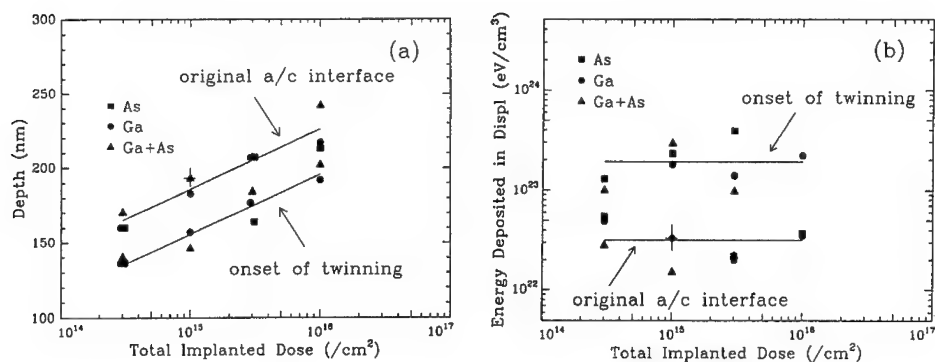 (a)
original a/c interface
As
Ga
Ga+As
onset of twinning
Depth (nm)
300
250
200
150
100
10^14
10^15
10^16
10^17
Total Implanted Dose (/cm^2)
(b)
As
Ga
Ga+As
onset of twinning
original a/c interface
Energy Deposited in Displ (eV/cm^3)
10^24
10^23
10^22
10^14
10^15
10^16
10^17
Total Implanted Dose (/cm^2)